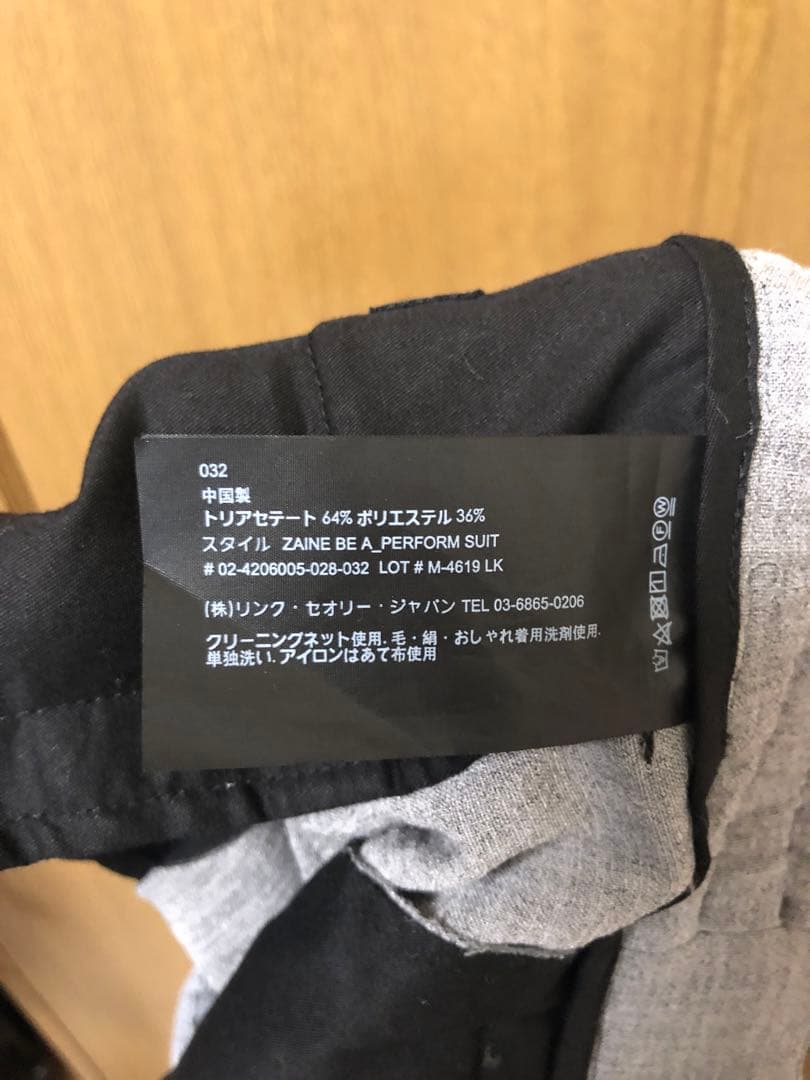 032
中国製
トリアセテート 64% ポリエステル 36%
スタイル ZAINE BE A_PERFORM SUIT
# 02-4206005-028-032 LOT # M-4619 LK
(株)リンク・セオリー・ジャパン TEL 03-6865-0206
クリーニングネット使用.毛・絹・おしゃれ着用洗剤使用.
単独洗い.アイロンはあて布使用
W
F